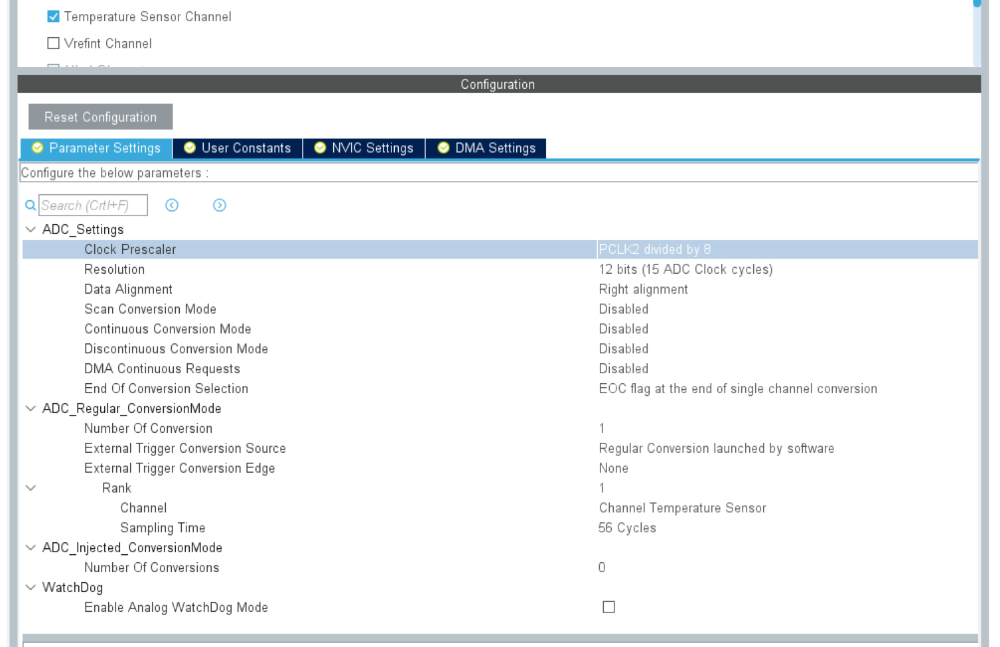 Temperature Sensor Channel
Vrefint Channel
Configuration
Reset Configuration
Parameter Settings User Constants NVIC Settings DMA Settings
Configure the below parameters :
Search (Crtl+F)
ADC_Settings
Clock Prescaler PCLK2 divided by 8
Resolution 12 bits (15 ADC Clock cycles)
Data Alignment Right alignment
Scan Conversion Mode Disabled
Continuous Conversion Mode Disabled
Discontinuous Conversion Mode Disabled
DMA Continuous Requests Disabled
End Of Conversion Selection EOC flag at the end of single channel conversion
ADC_Regular_ConversionMode
Number Of Conversion 1
External Trigger Conversion Source Regular Conversion launched by software
External Trigger Conversion Edge None
Rank 1
Channel Channel Temperature Sensor
Sampling Time 56 Cycles
ADC_Injected_ConversionMode
Number Of Conversions 0
WatchDog
Enable Analog WatchDog Mode